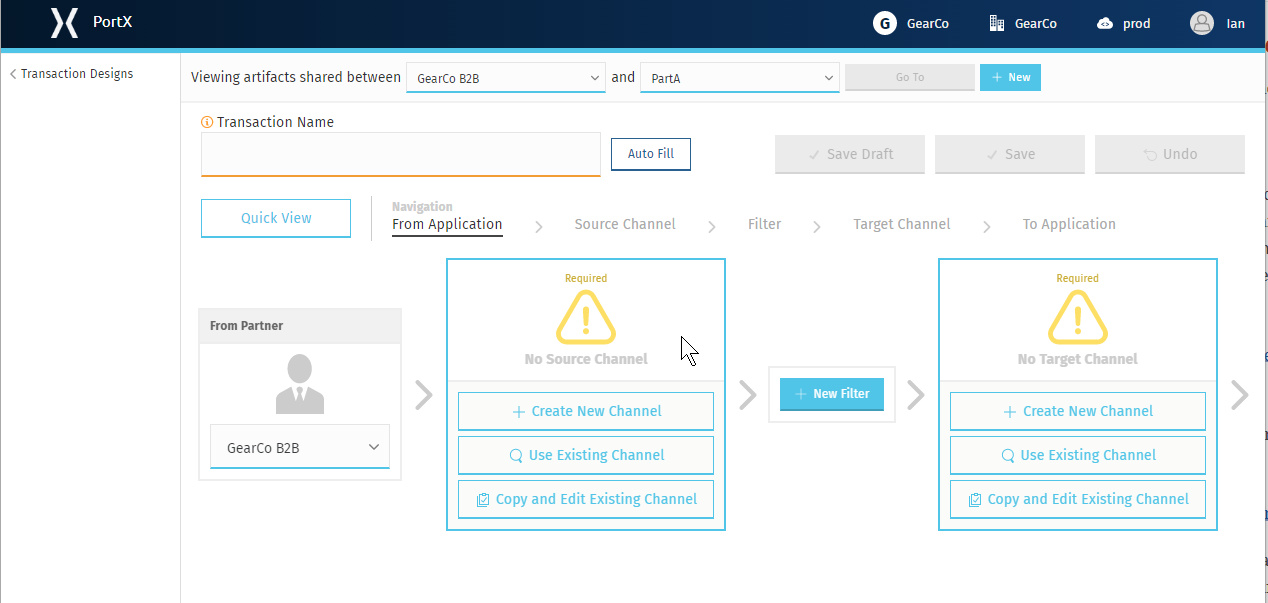 PortX
G GearCo
GearCo
prod
Ian
Transaction Designs
Viewing artifacts shared between GearCo B2B and PartA Go To + New
Transaction Name
Auto Fill
Save Draft
Save
Undo
Quick View
Navigation
From Application
Source Channel
Filter
Target Channel
To Application
From Partner
GearCo B2B
Required
No Source Channel
+ Create New Channel
Use Existing Channel
Copy and Edit Existing Channel
+ New Filter
Required
No Target Channel
+ Create New Channel
Use Existing Channel
Copy and Edit Existing Channel